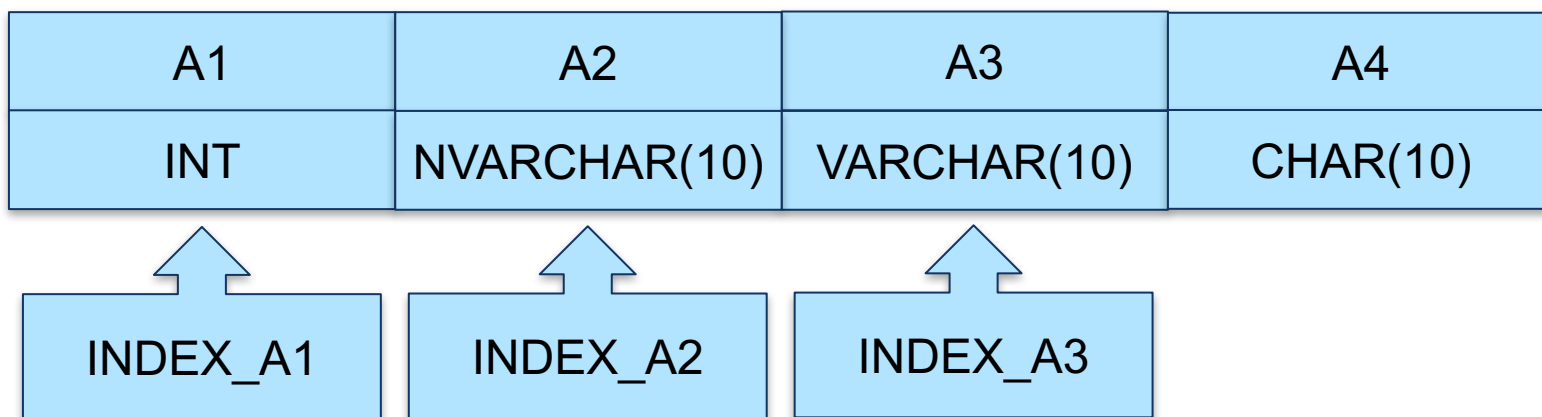 A1 A2 A3 A4
INT NVARCHAR(10) VARCHAR(10) CHAR(10)
INDEX_A1 INDEX_A2 INDEX_A3